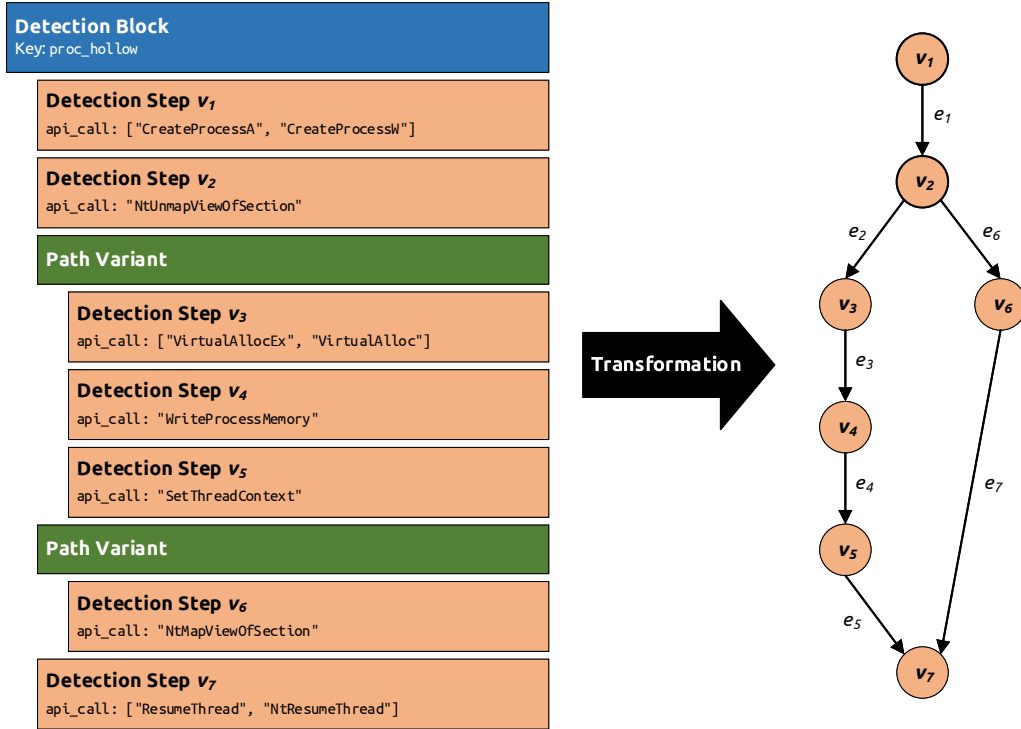 Detection Block
Key: proc_hollow
Detection Step v1
api_call: ["CreateProcessA", "CreateProcessW"]
Detection Step v2
api_call: "NtUnmapViewOfSection"
Path Variant
Detection Step v3
api_call: ["VirtualAllocEx", "VirtualAlloc"]
Detection Step v4
api_call: "WriteProcessMemory"
Detection Step v5
api_call: "SetThreadContext"
Path Variant
Detection Step v6
api_call: "NtMapViewOfSection"
Detection Step v7
api_call: ["ResumeThread", "NtResumeThread"]
Transformation
v1
e1
v2
e2
e6
v3
v6
e3
v4
e4
e7
v5
e5
v7